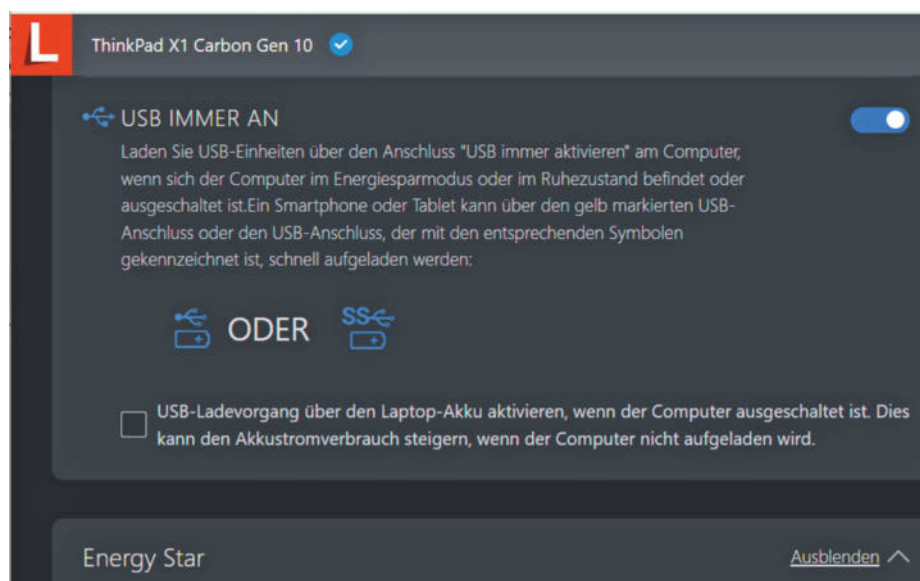 L
ThinkPad X1 Carbon Gen 10
USB IMMER AN
Laden Sie USB-Einheiten über den Anschluss "USB immer aktivieren" am Computer,
wenn sich der Computer im Energiesparmodus oder im Ruhezustand befindet oder
ausgeschaltet ist.Ein Smartphone oder Tablet kann über den gelb markierten USB-
Anschluss oder den USB-Anschluss, der mit den entsprechenden Symbolen
gekennzeichnet ist, schnell aufgeladen werden:
ODER SS
USB-Ladevorgang über den Laptop-Akku aktivieren, wenn der Computer ausgeschaltet ist. Dies
kann den Akkustromverbrauch steigern, wenn der Computer nicht aufgeladen wird.
Energy Star Ausblenden